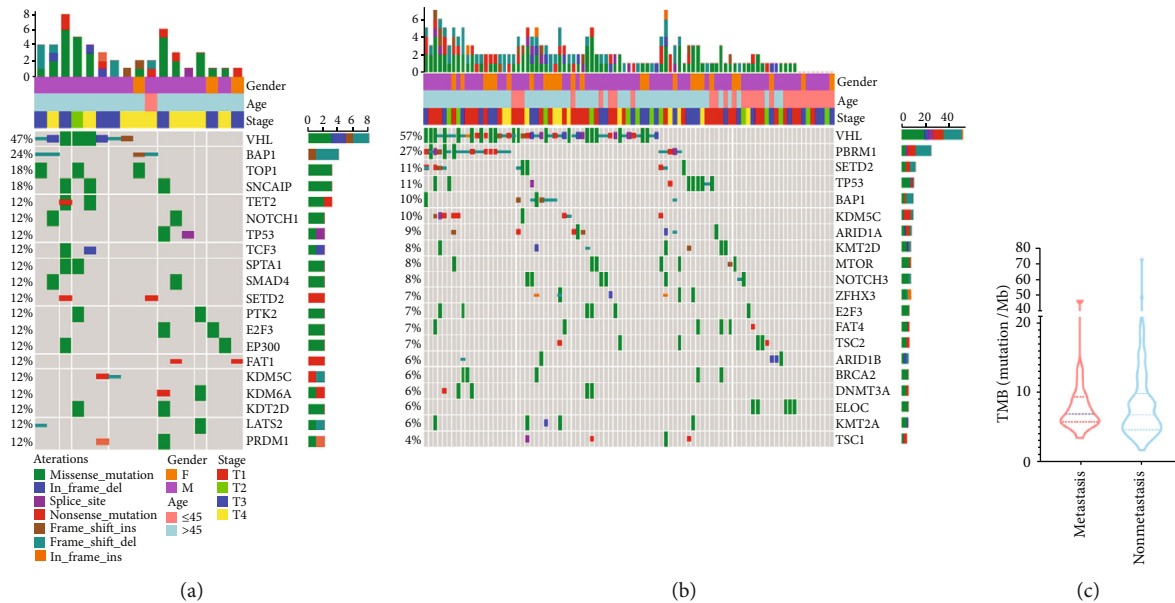 8
6
4
2
0
Gender
Age
Stage
0 2 4 6 8
47% VHL
24% BAP1
18% TOP1
18% SNCAIP
12% TET2
12% NOTCH1
12% TP53
12% TCF3
12% SPTA1
12% SMAD4
12% SETD2
12% PTK2
12% E2F3
12% EP300
12% FAT1
12% KDM5C
12% KDM6A
12% KDT2D
12% LATS2
12% PRDM1
Aterations
Missense_mutation
In_frame_del
Splice_site
Nonsense_mutation
Frame_shift_ins
Frame_shift_del
In_frame_ins
Gender
F
M
Age
≤45
>45
Stage
T1
T2
T3
T4
(a)
6
4
2
0
Gender
Age
Stage
0 20 40
57% VHL
27% PBRM1
11% SETD2
11% TP53
10% BAP1
10% KDM5C
9% ARID1A
8% KMT2D
8% MTOR
8% NOTCH3
7% ZFHX3
7% E2F3
7% FAT4
7% TSC2
6% ARID1B
6% BRCA2
6% DNMT3A
6% ELOC
6% KMT2A
4% TSC1
(b)
TMB (mutation /Mb)
80
70
60
50
40
20
10
0
Metastasis
Nonmetastasis
(c)